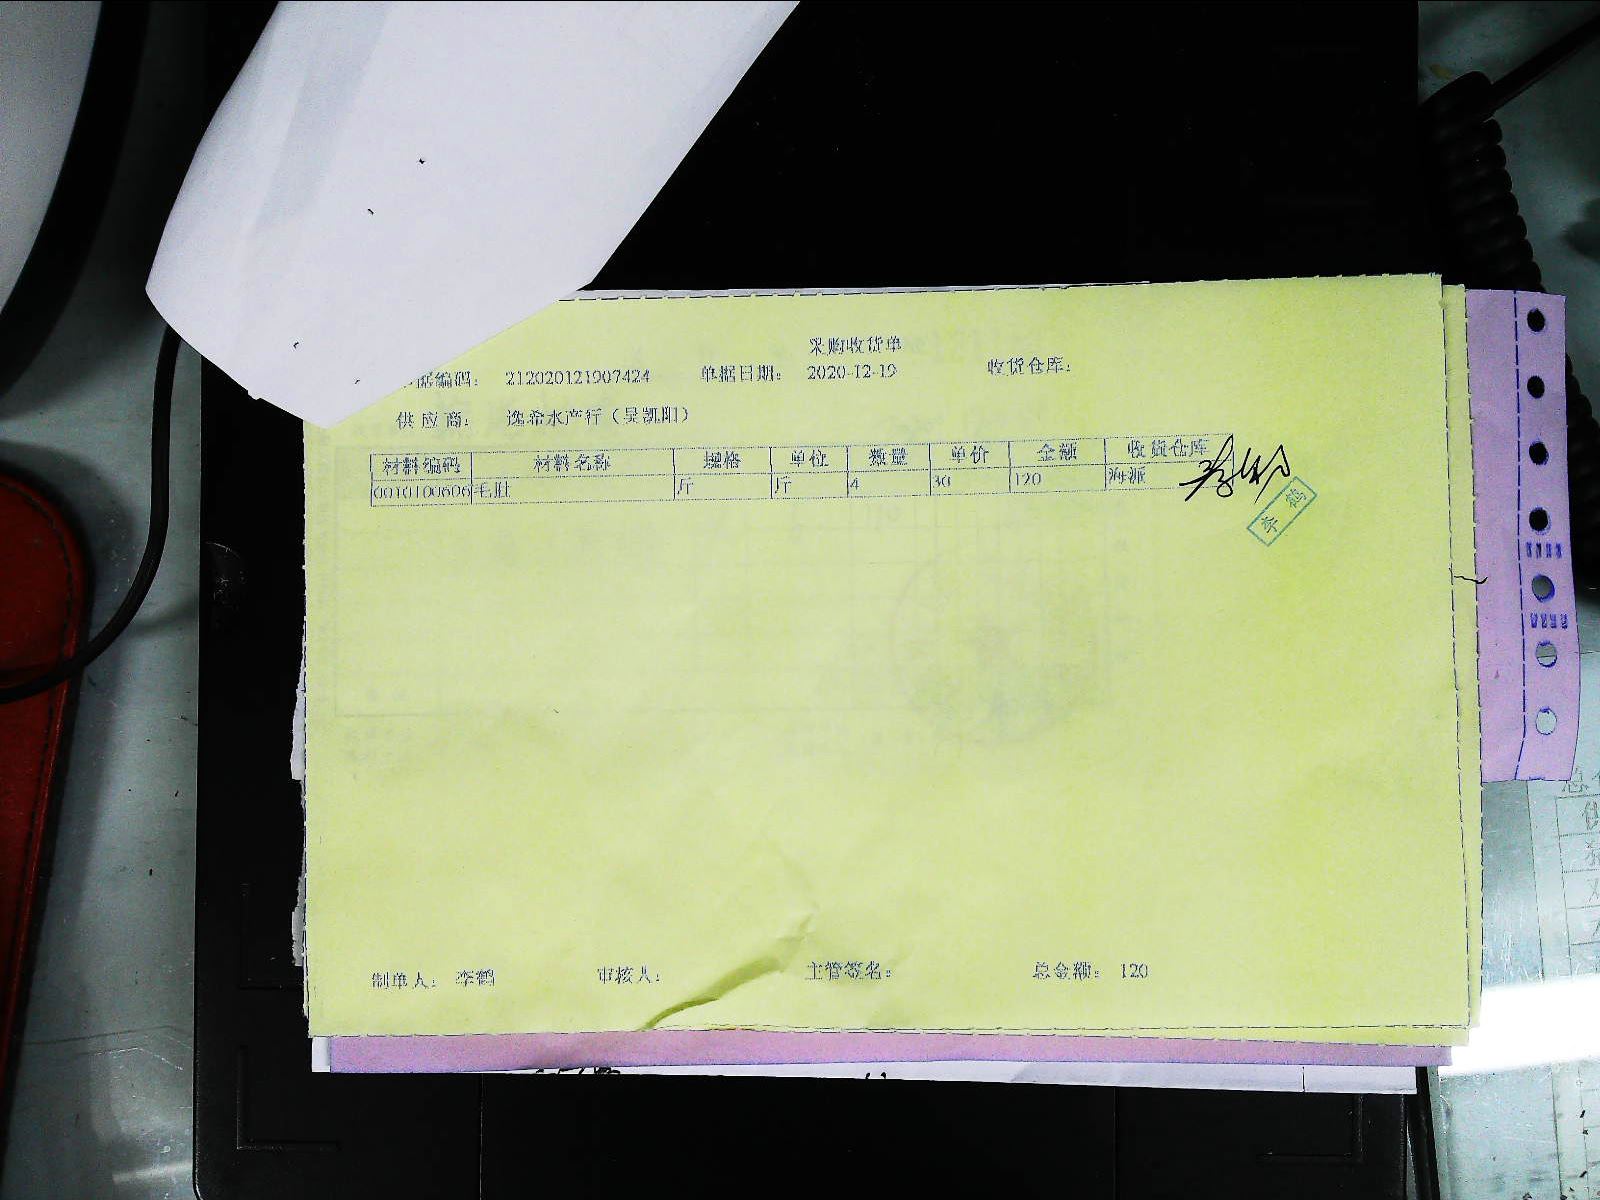 采购收货单
据编码: 212020121907424 单据日期: 2020-12-19 收货仓库:
供应商: 逸希水产行（吴凯阳）
材料编码 材料名称 规格 单位 数量 单价 金额 收货仓库
0010100606 毛肚 斤 斤 4 30 120 海派
李鹤
制单人: 李鹤 审核人: 主管签名: 总金额: 120